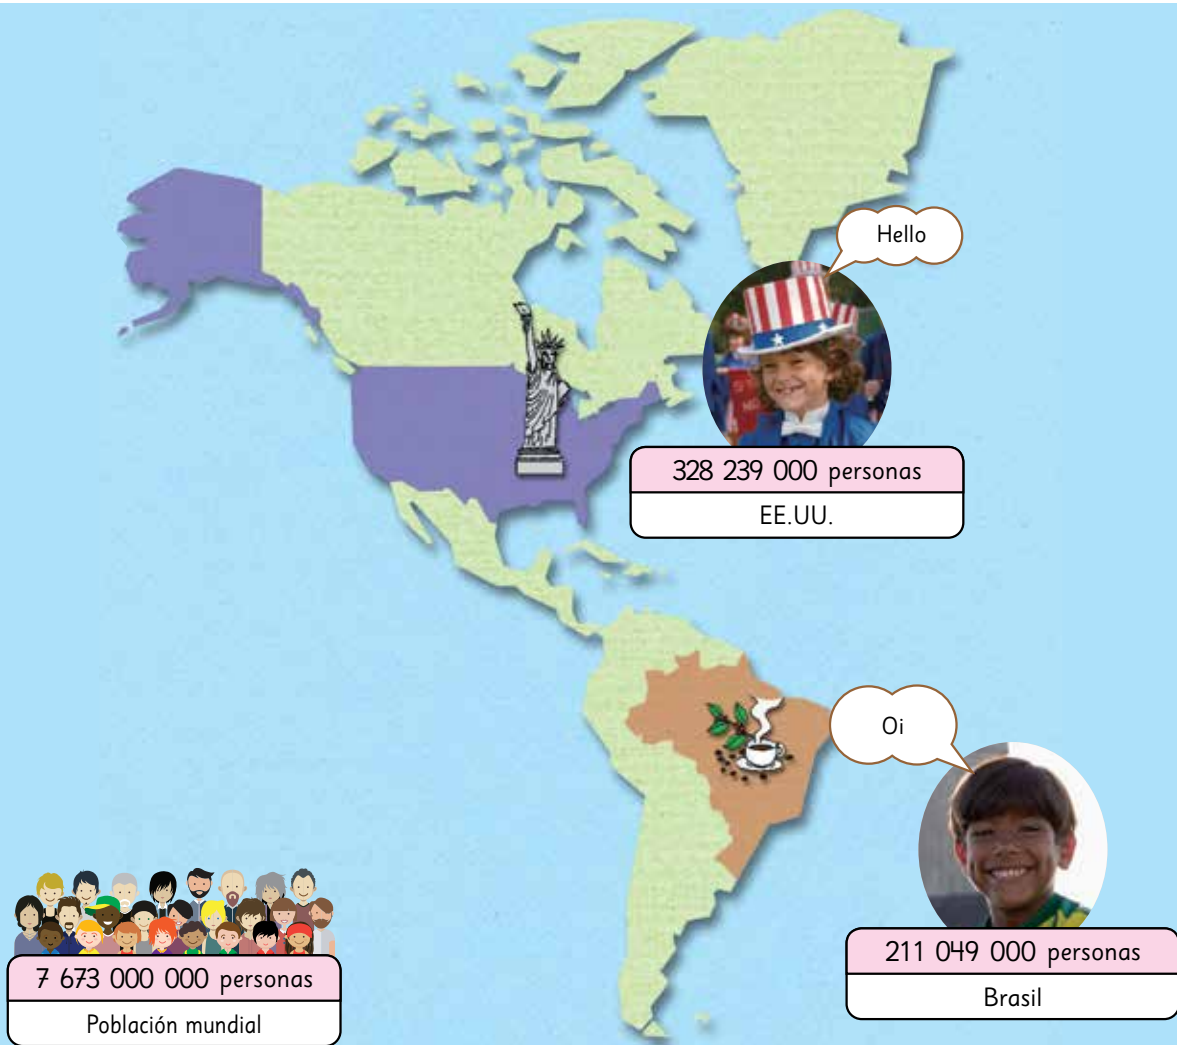 Hello
328 239 000 personas
EE.UU.
Oi
211 049 000 personas
Brasil
7 673 000 000 personas
Población mundial